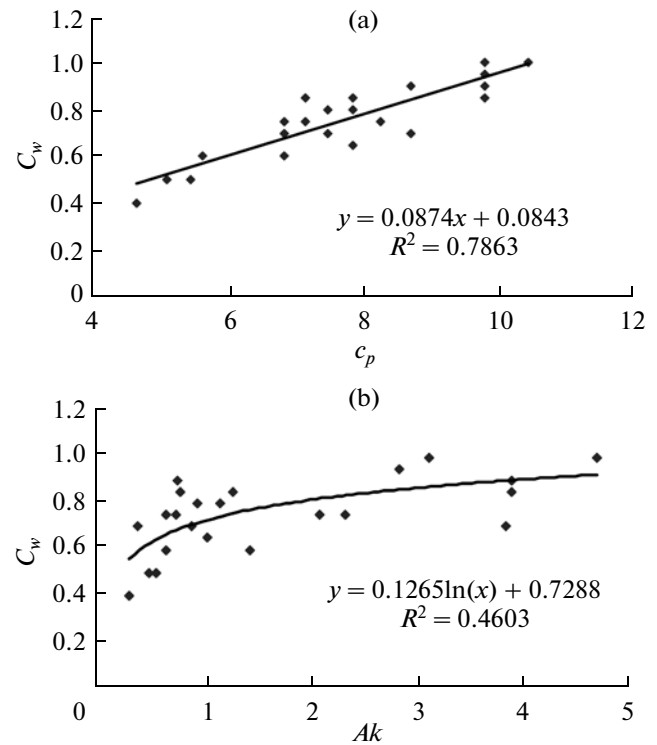 (a)
1.2
1.0
0.8
0.6
0.4
0.2
0
C_w
y = 0.0874x + 0.0843
R² = 0.7863
4 6 8 10 12
c_p
(b)
1.2
1.0
0.8
0.6
0.4
0.2
C_w
y = 0.1265ln(x) + 0.7288
R² = 0.4603
0 1 2 3 4 5
Ak